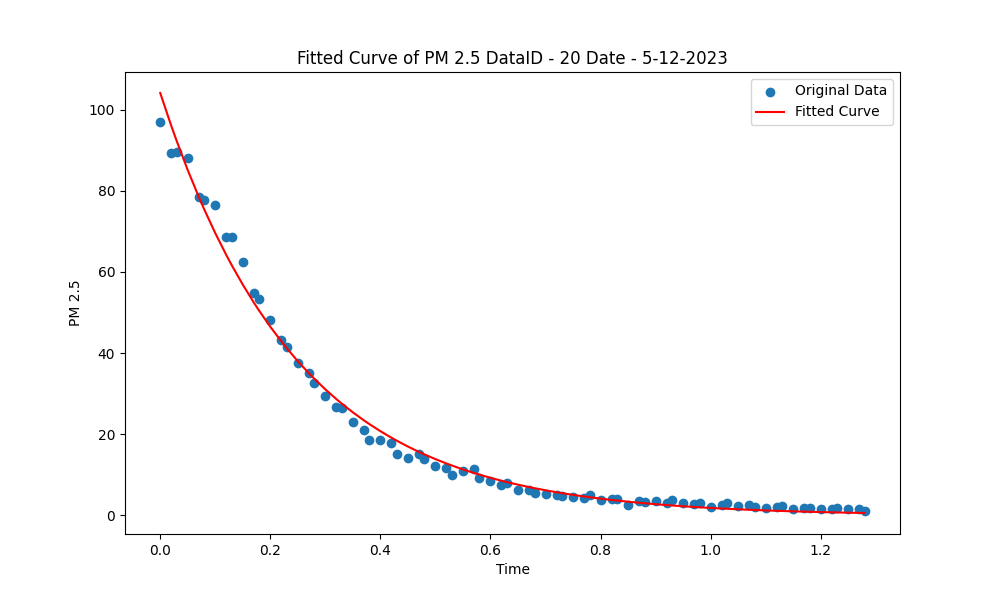 Fitted Curve of PM 2.5 DataID - 20 Date - 5-12-2023
Original Data
Fitted Curve
100
80
60
40
20
0
PM 2.5
0.0 0.2 0.4 0.6 0.8 1.0 1.2
Time